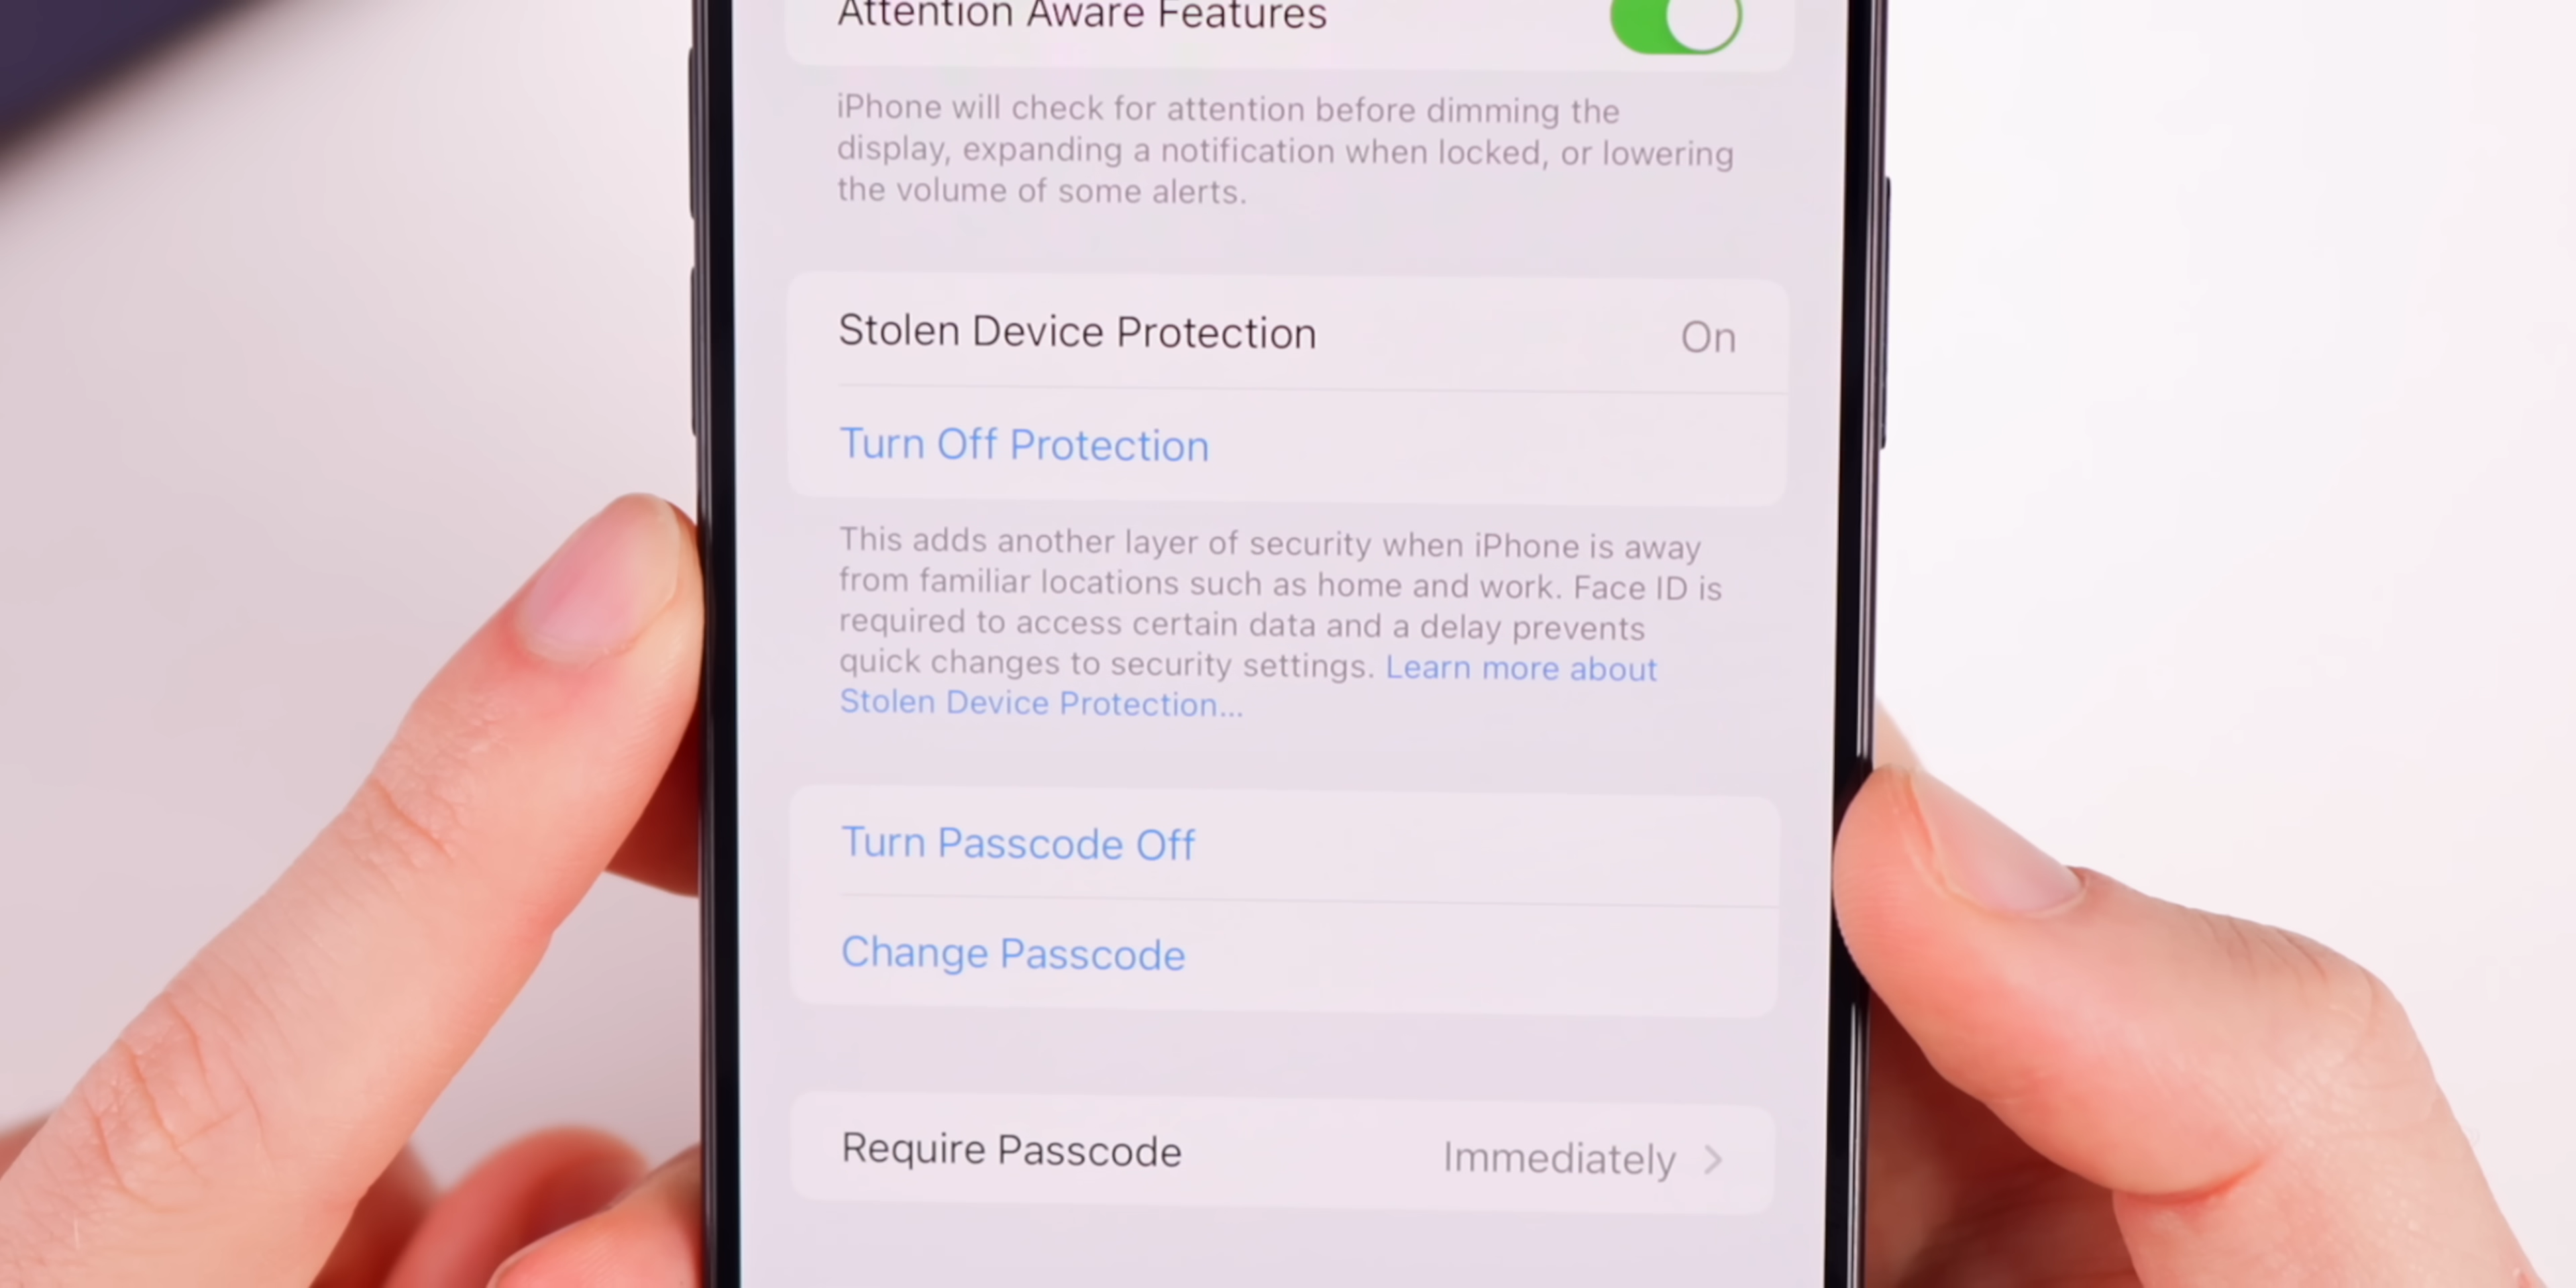 Attention Aware Features
iPhone will check for attention before dimming the
display, expanding a notification when locked, or lowering
the volume of some alerts.
Stolen Device Protection On
Turn Off Protection
This adds another layer of security when iPhone is away
from familiar locations such as home and work. Face ID is
required to access certain data and a delay prevents
quick changes to security settings. Learn more about
Stolen Device Protection...
Turn Passcode Off
Change Passcode
Require Passcode Immediately